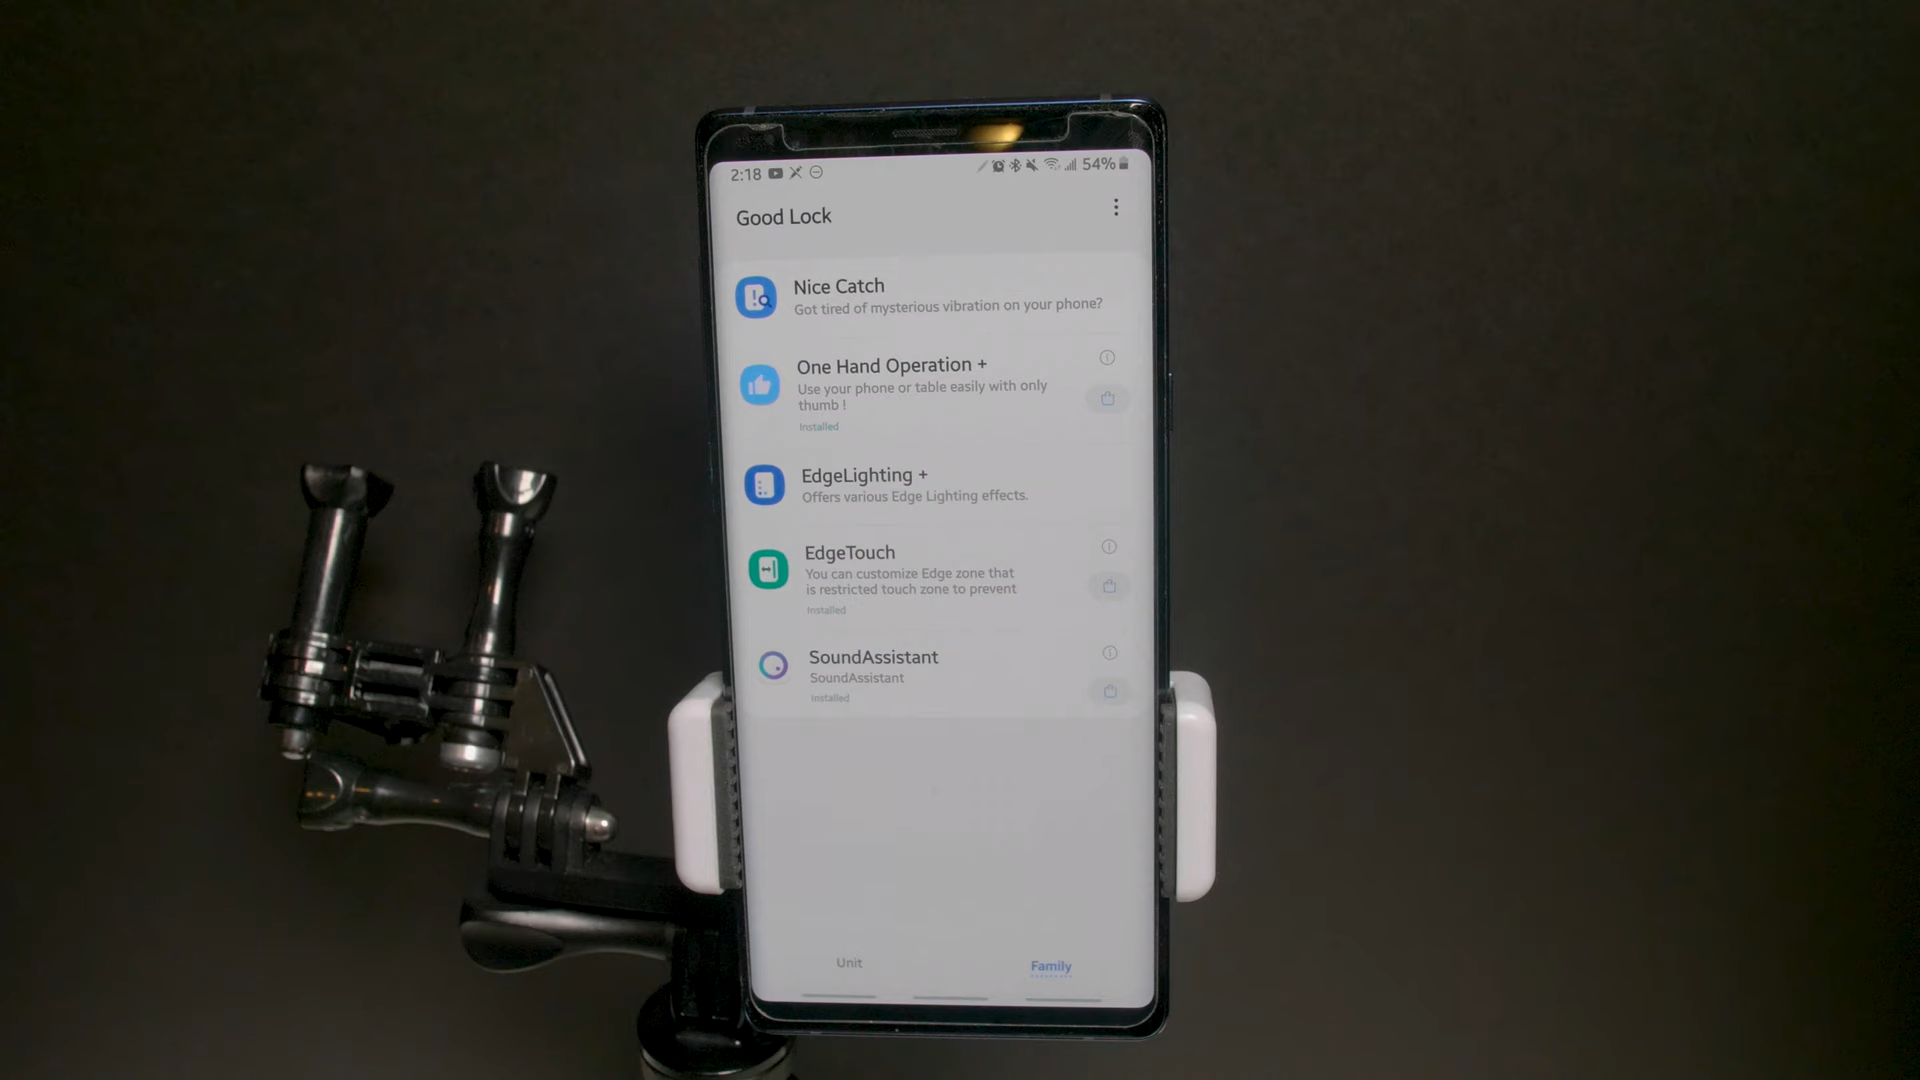 2:18
54%
Good Lock
Nice Catch
Got tired of mysterious vibration on your phone?
One Hand Operation +
Use your phone or table easily with only
thumb !
Installed
EdgeLighting +
Offers various Edge Lighting effects.
EdgeTouch
You can customize Edge zone that
is restricted touch zone to prevent
Installed
SoundAssistant
SoundAssistant
Installed
Unit
Family